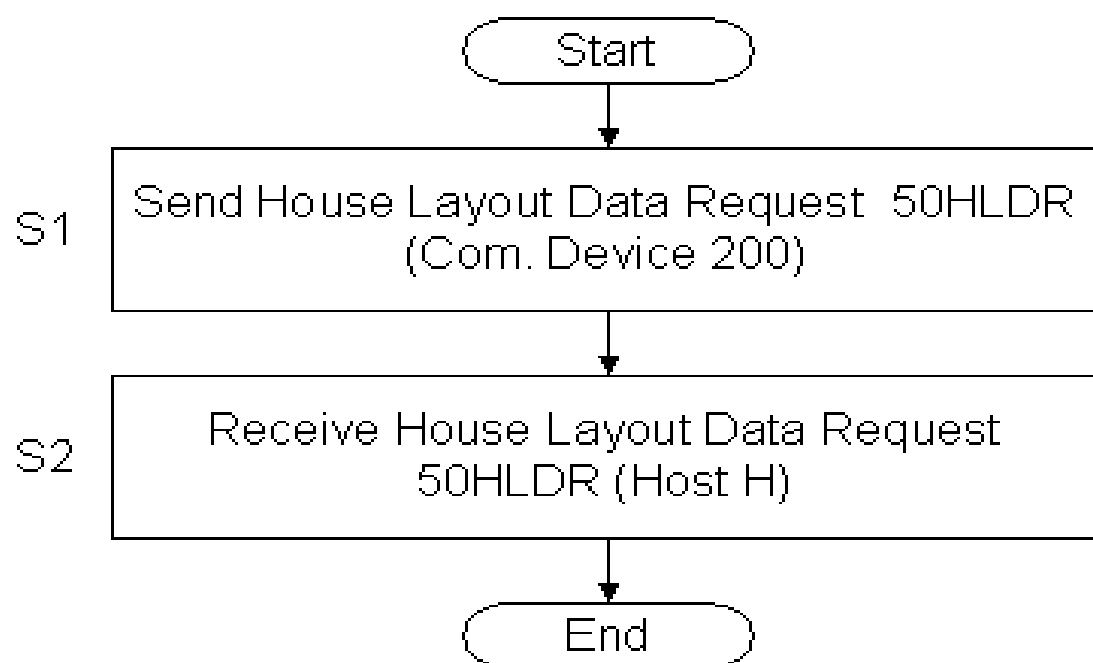 Start
S1
Send House Layout Data Request 50HLDR
(Com. Device 200)
S2
Receive House Layout Data Request
50HLDR (Host H)
End